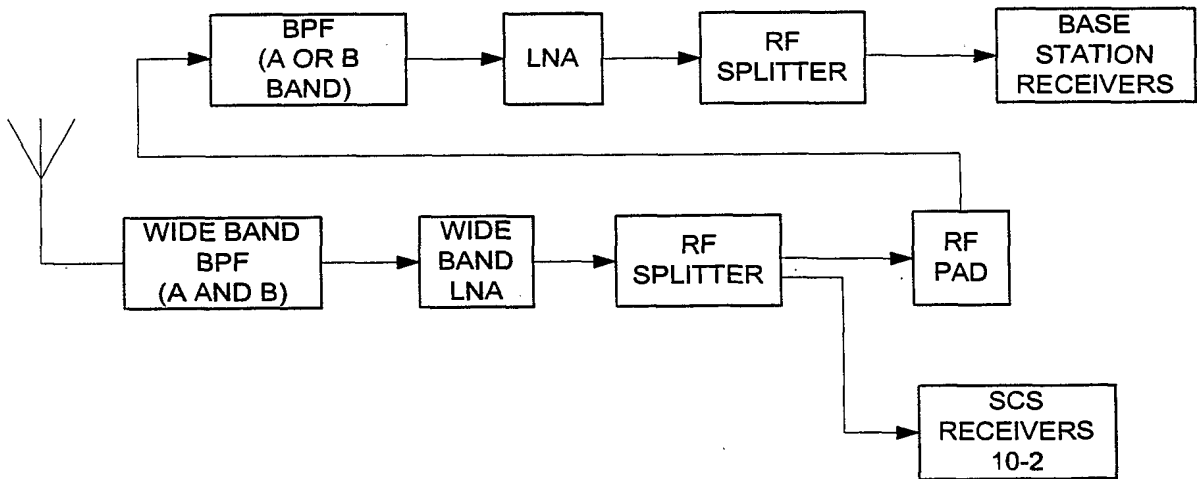 BPF
(A OR B
BAND)
LNA
RF
SPLITTER
BASE
STATION
RECEIVERS
WIDE BAND
BPF
(A AND B)
WIDE
BAND
LNA
RF
SPLITTER
RF
PAD
SCS
RECEIVERS
10-2